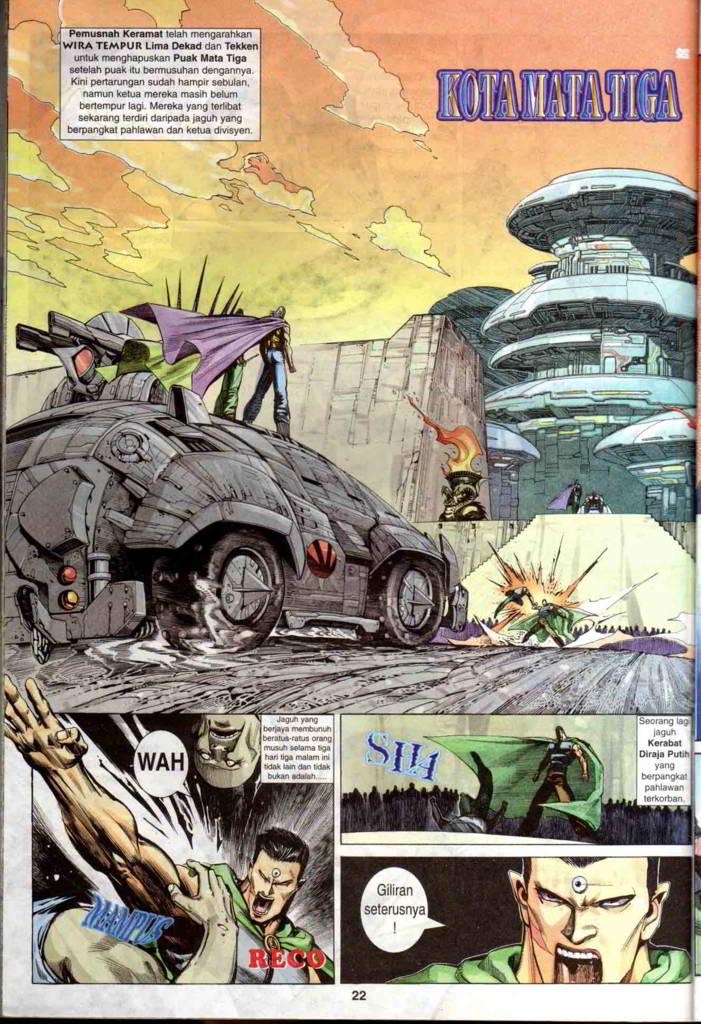 Pemusnah Keramat telah mengarahkan
WIRA TEMPUR Lima Dekad dan Tekken
untuk menghapuskan Puak Mata Tiga
setelah puak itu bermusuhan dengannya.
Kini pertarungan sudah hampir sebulan,
namun ketua mereka masih belum
bertempur lagi. Mereka yang terlibat
sekarang terdiri daripada jaguh yang
berpangkat pahlawan dan ketua divisyen.
KOTA MATA TIGA
WAH
Jaguh yang
berjaya membunuh
beratus-ratus orang
musuh selama tiga
hari tiga malam ini
tidak lain dan tidak
bukan adalah.....
MAMPUS
RECO
SHA
Seorang lagi
jaguh
Kerabat
Diraja Putih
yang
berpangkat
pahlawan
terkorban.
Giliran
seterusnya
!
22